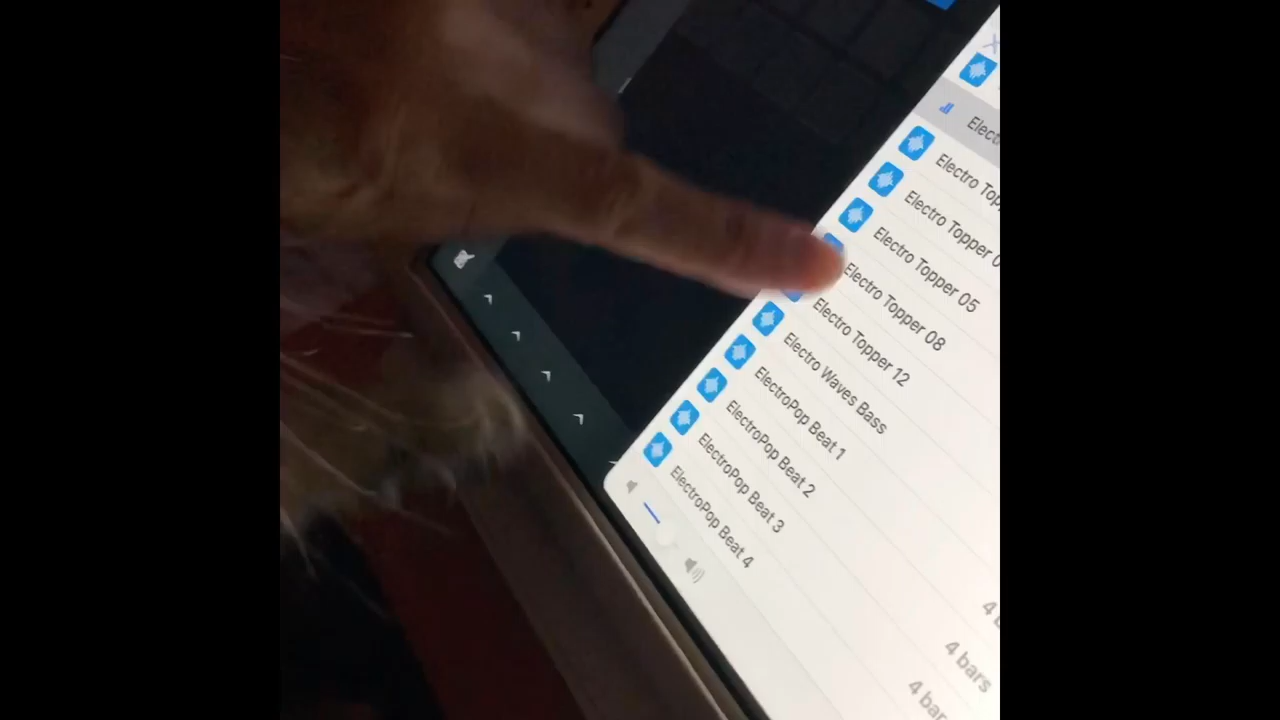 Electro Topper 05
Electro Topper 08
Electro Topper 12
Electro Waves Bass
ElectroPop Beat 1
ElectroPop Beat 2
ElectroPop Beat 3
ElectroPop Beat 4
4 bars